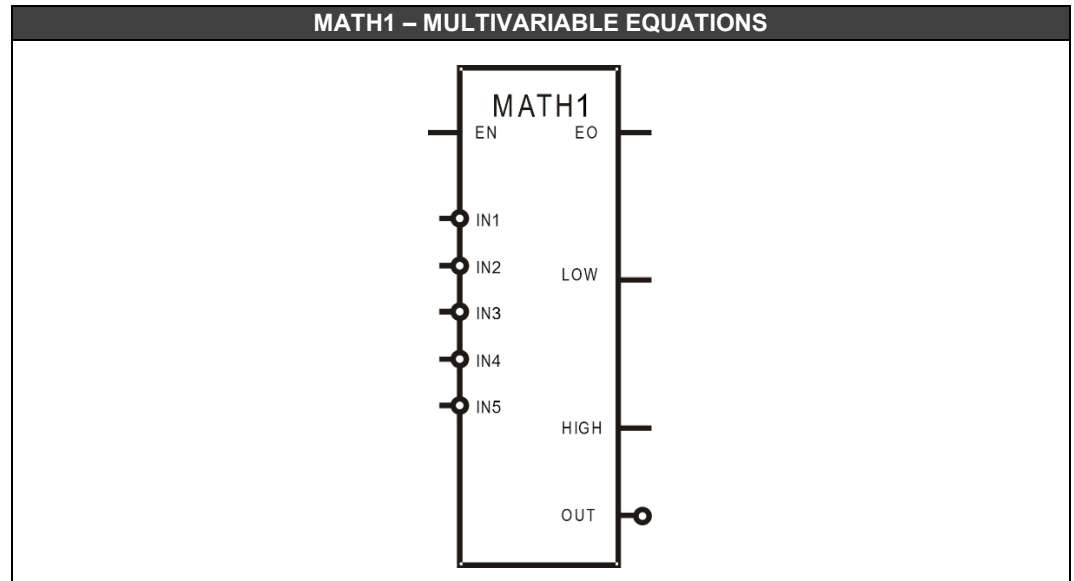 MATH1 – MULTIVARIABLE EQUATIONS
MATH1
EN EO
IN1
IN2
LOW
IN3
IN4
IN5
HIGH
OUT